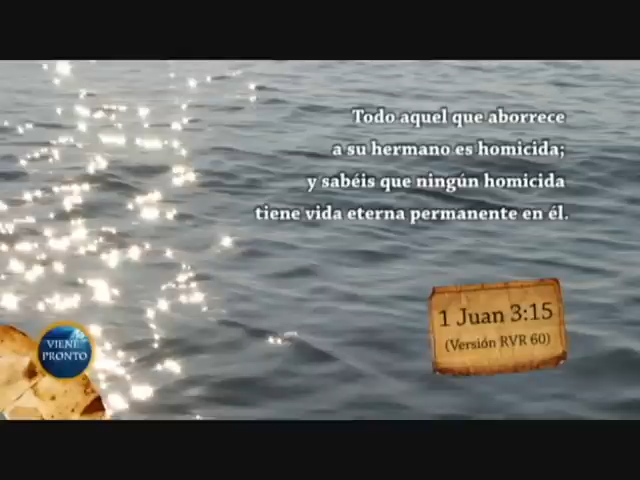 Todo aquel que aborrece
a su hermano es homicida;
y sabéis que ningún homicida
tiene vida eterna permanente en él.
1 Juan 3:15
(Versión RVR 60)
VIENE
PRONTO